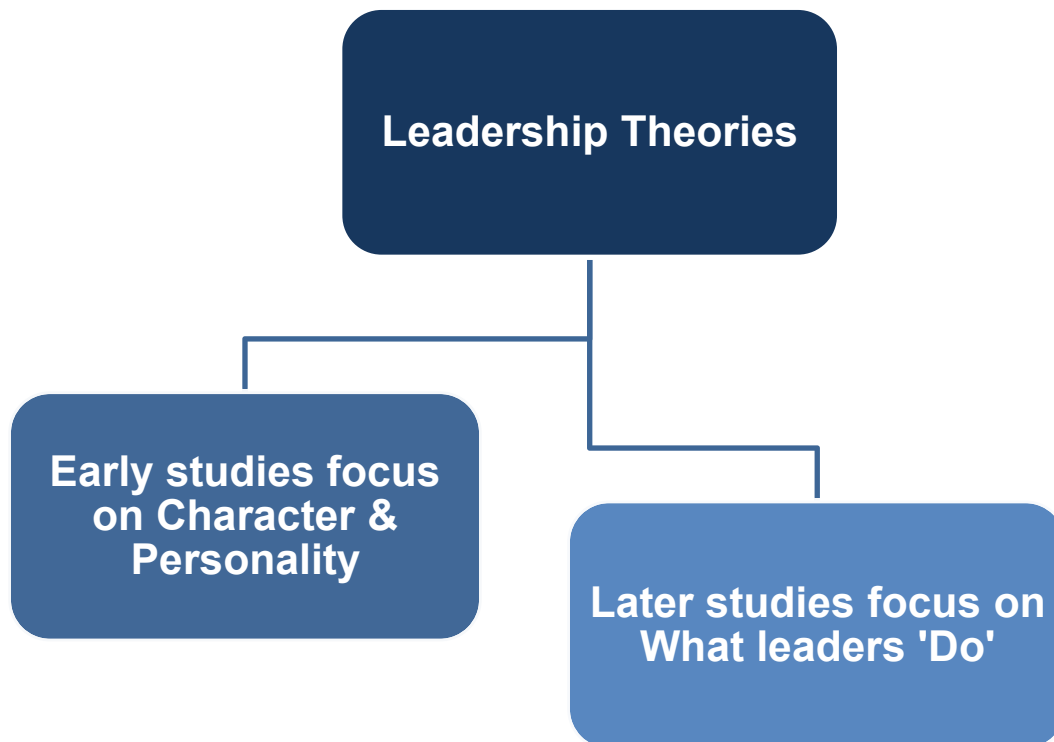 Leadership Theories
Early studies focus
on Character &
Personality
Later studies focus on
What leaders 'Do'